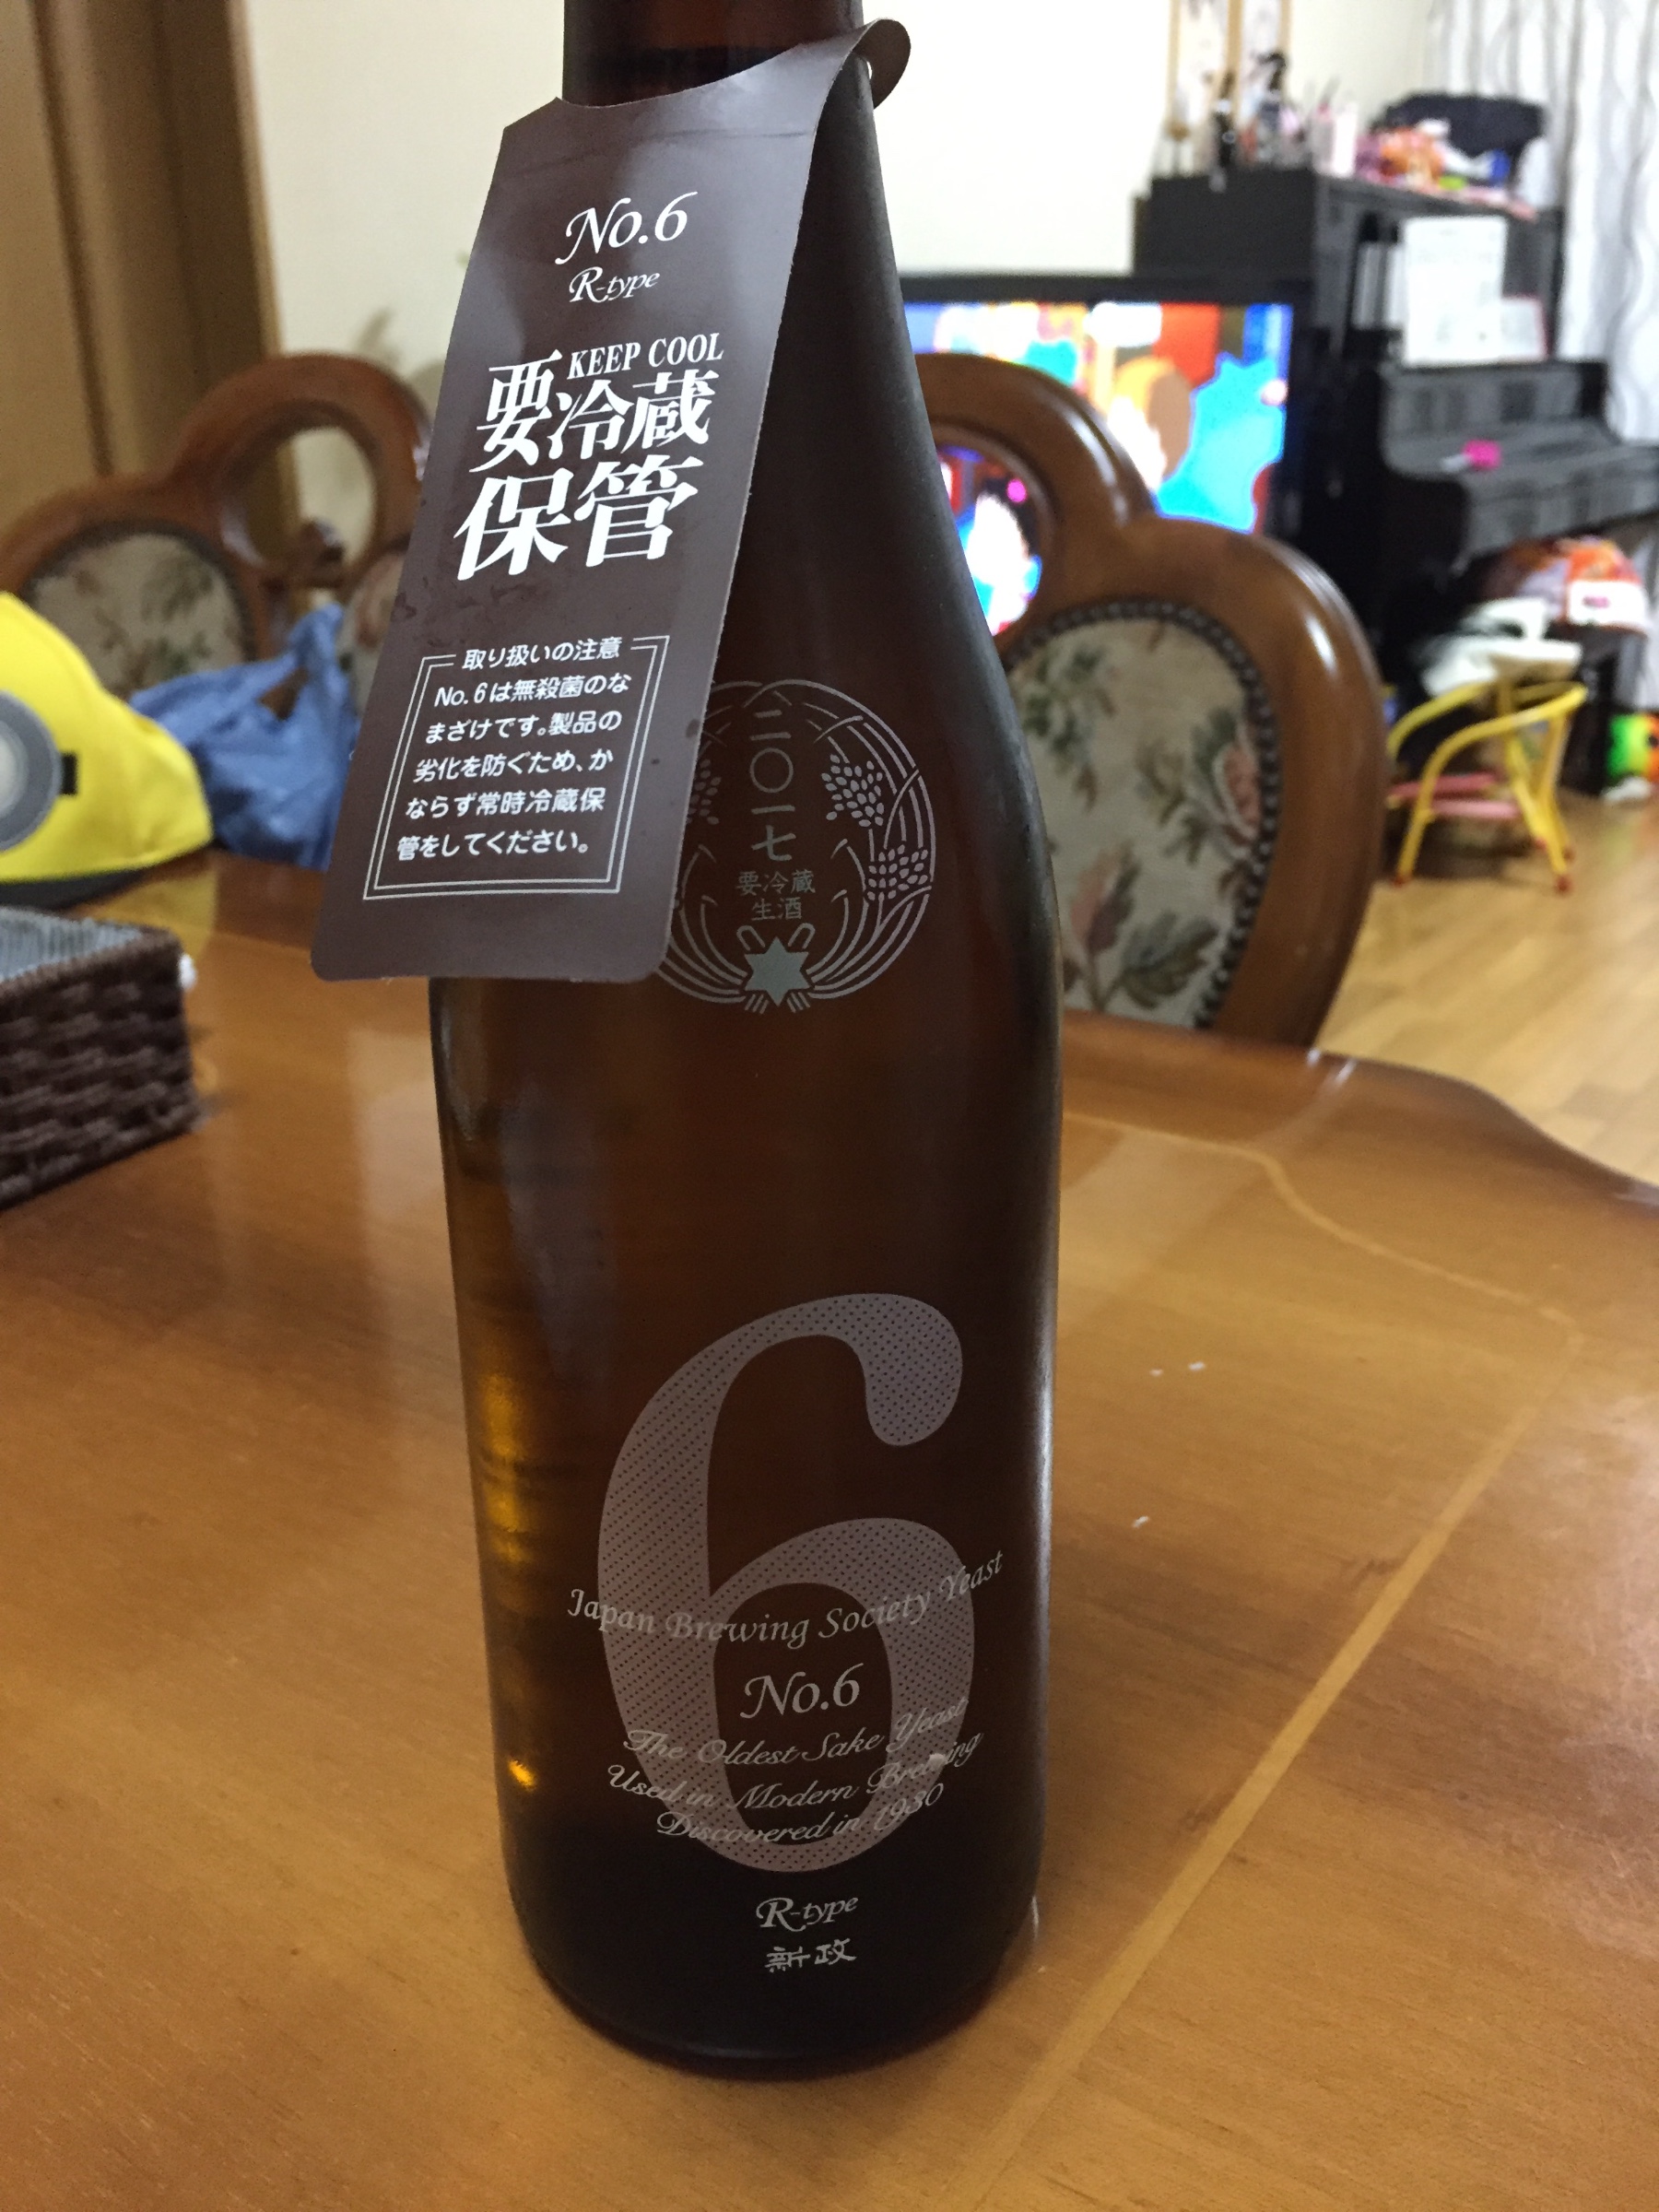 No.6
R-type
KEEP COOL
要冷蔵
保管
取り扱いの注意
No.6は無殺菌のな
まざけです。製品の
劣化を防ぐため、か
ならず常時冷蔵保
管をしてください。
二〇一七
要冷蔵
生酒
6
Japan Brewing Society Yeast
No.6
The Oldest Sake Yeast
Used in Modern Brewing
Discovered in 1930
R-type
新政